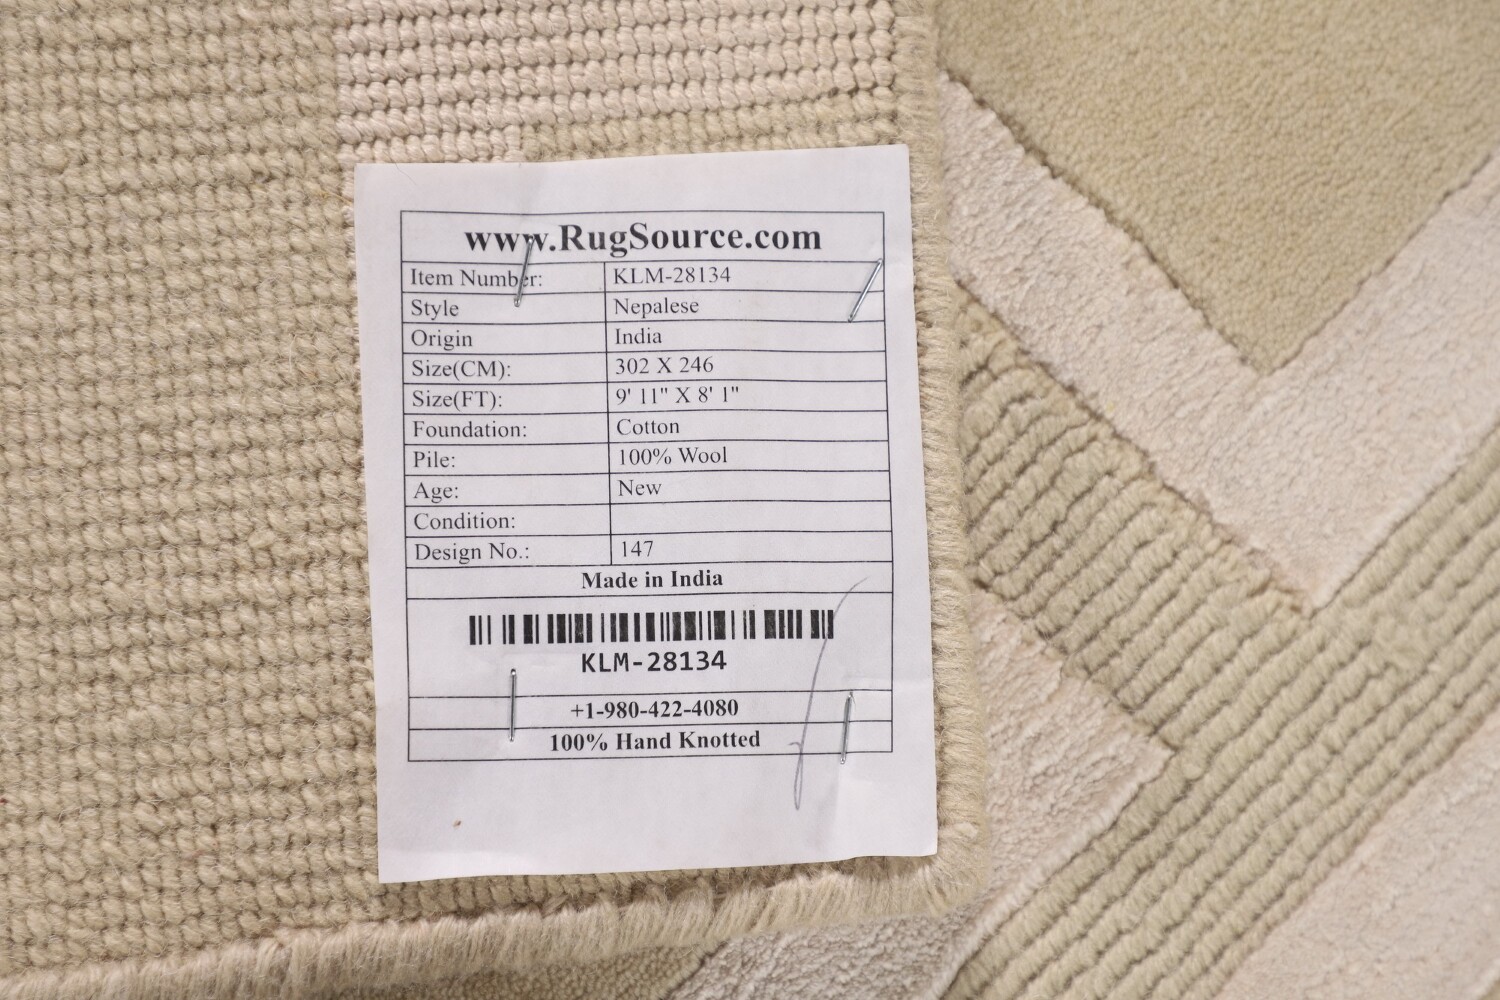 www.RugSource.com
Item Number: KLM-28134
Style Nepalese
Origin India
Size(CM): 302 X 246
Size(FT): 9' 11" X 8' 1"
Foundation: Cotton
Pile: 100% Wool
Age: New
Condition:
Design No.: 147
Made in India
KLM-28134
+1-980-422-4080
100% Hand Knotted